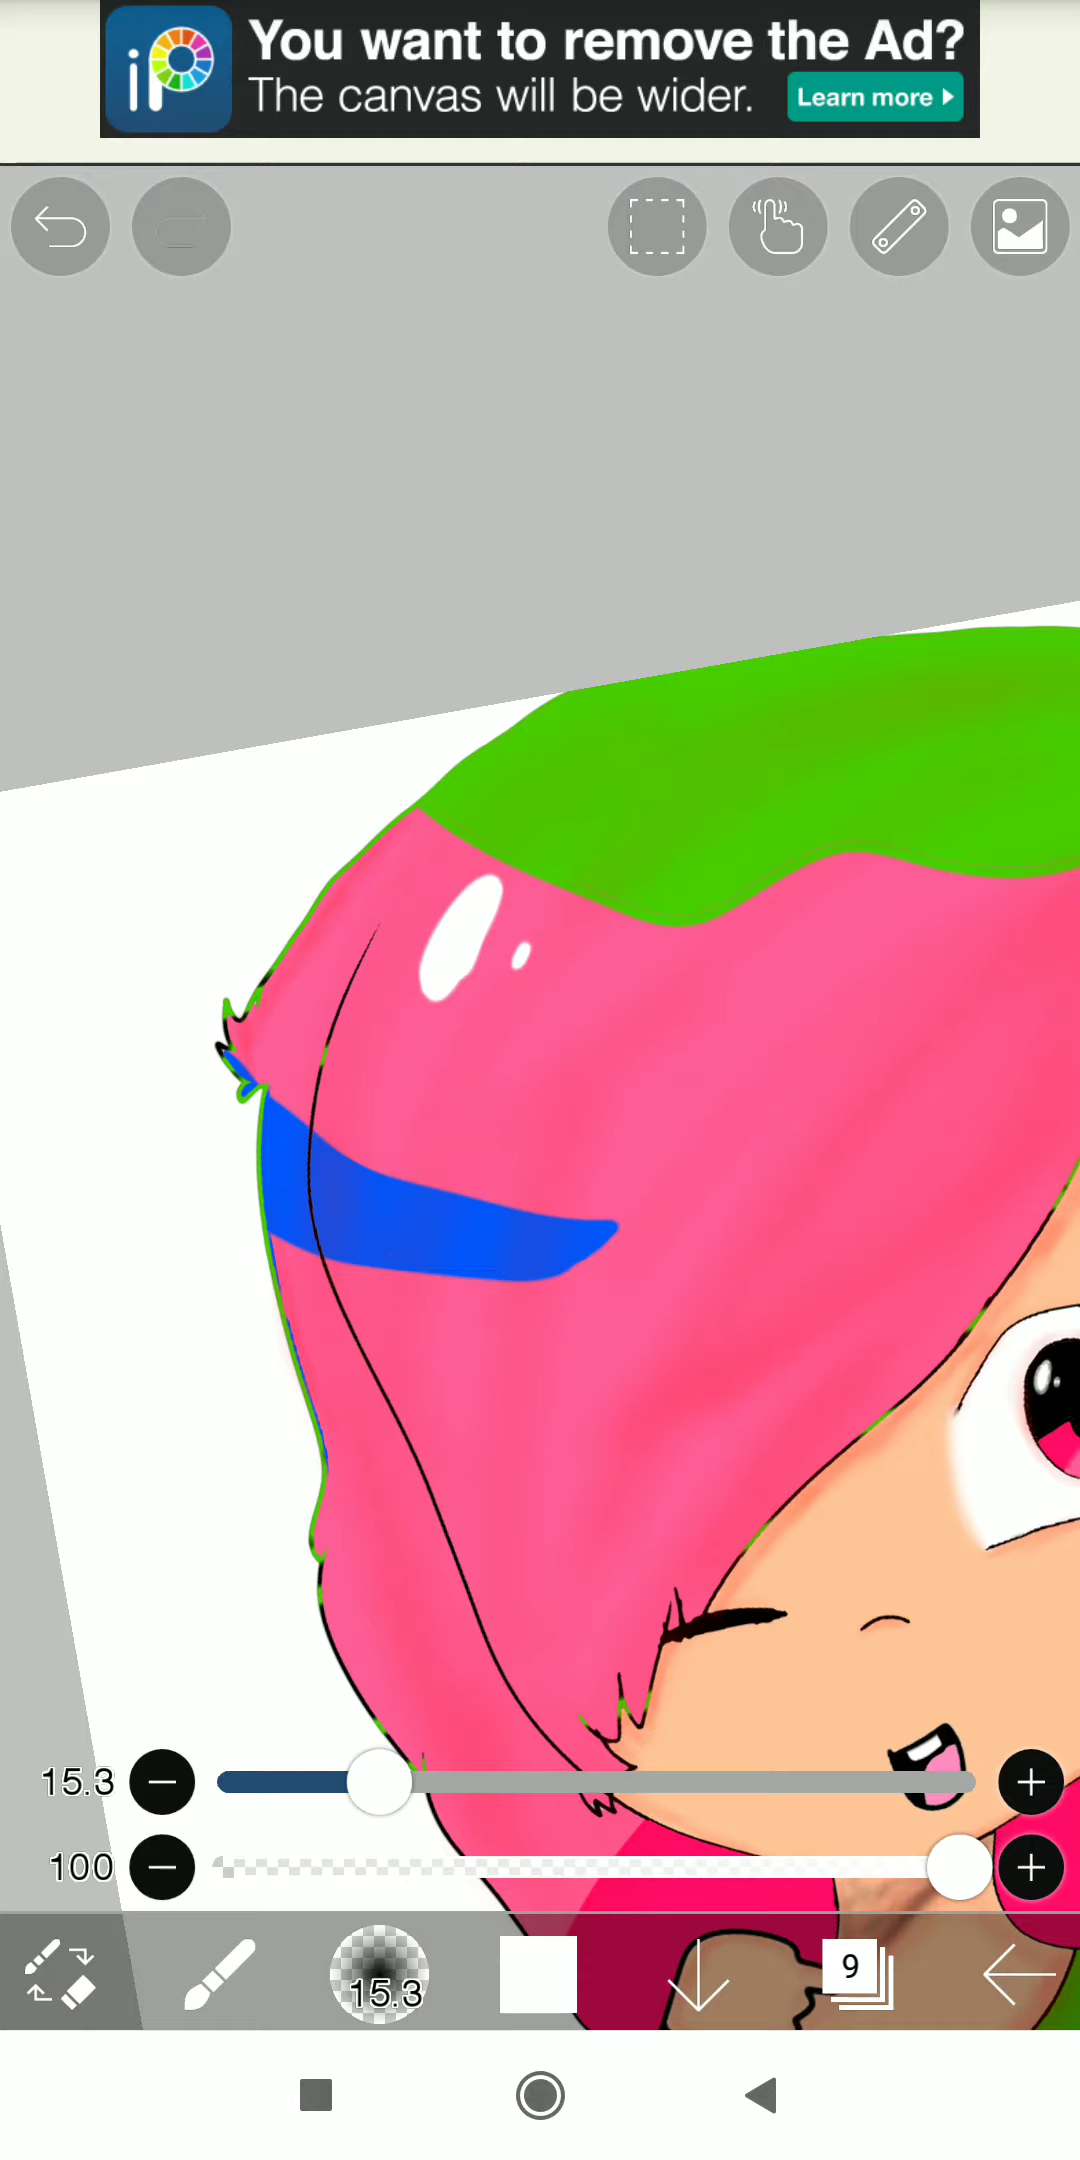 iP
You want to remove the Ad?
The canvas will be wider.
Learn more
15.3
100
15.3
9